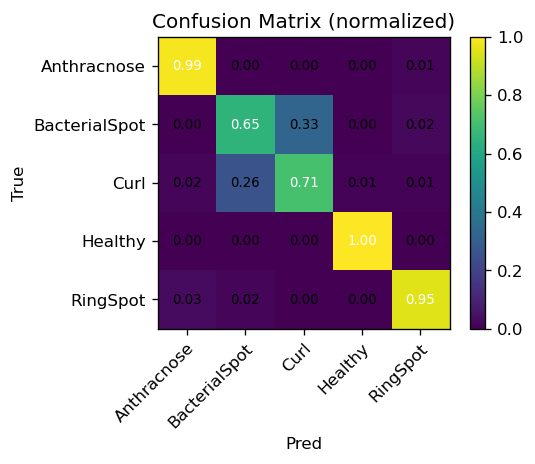 Confusion Matrix (normalized)
True
Anthracnose 0.99 0.00 0.00 0.00 0.01
BacterialSpot 0.00 0.65 0.33 0.00 0.02
Curl 0.02 0.26 0.71 0.01 0.01
Healthy 0.00 0.00 0.00 1.00 0.00
RingSpot 0.03 0.02 0.00 0.00 0.95
Anthracnose BacterialSpot Curl Healthy RingSpot
Pred
1.0
0.8
0.6
0.4
0.2
0.0